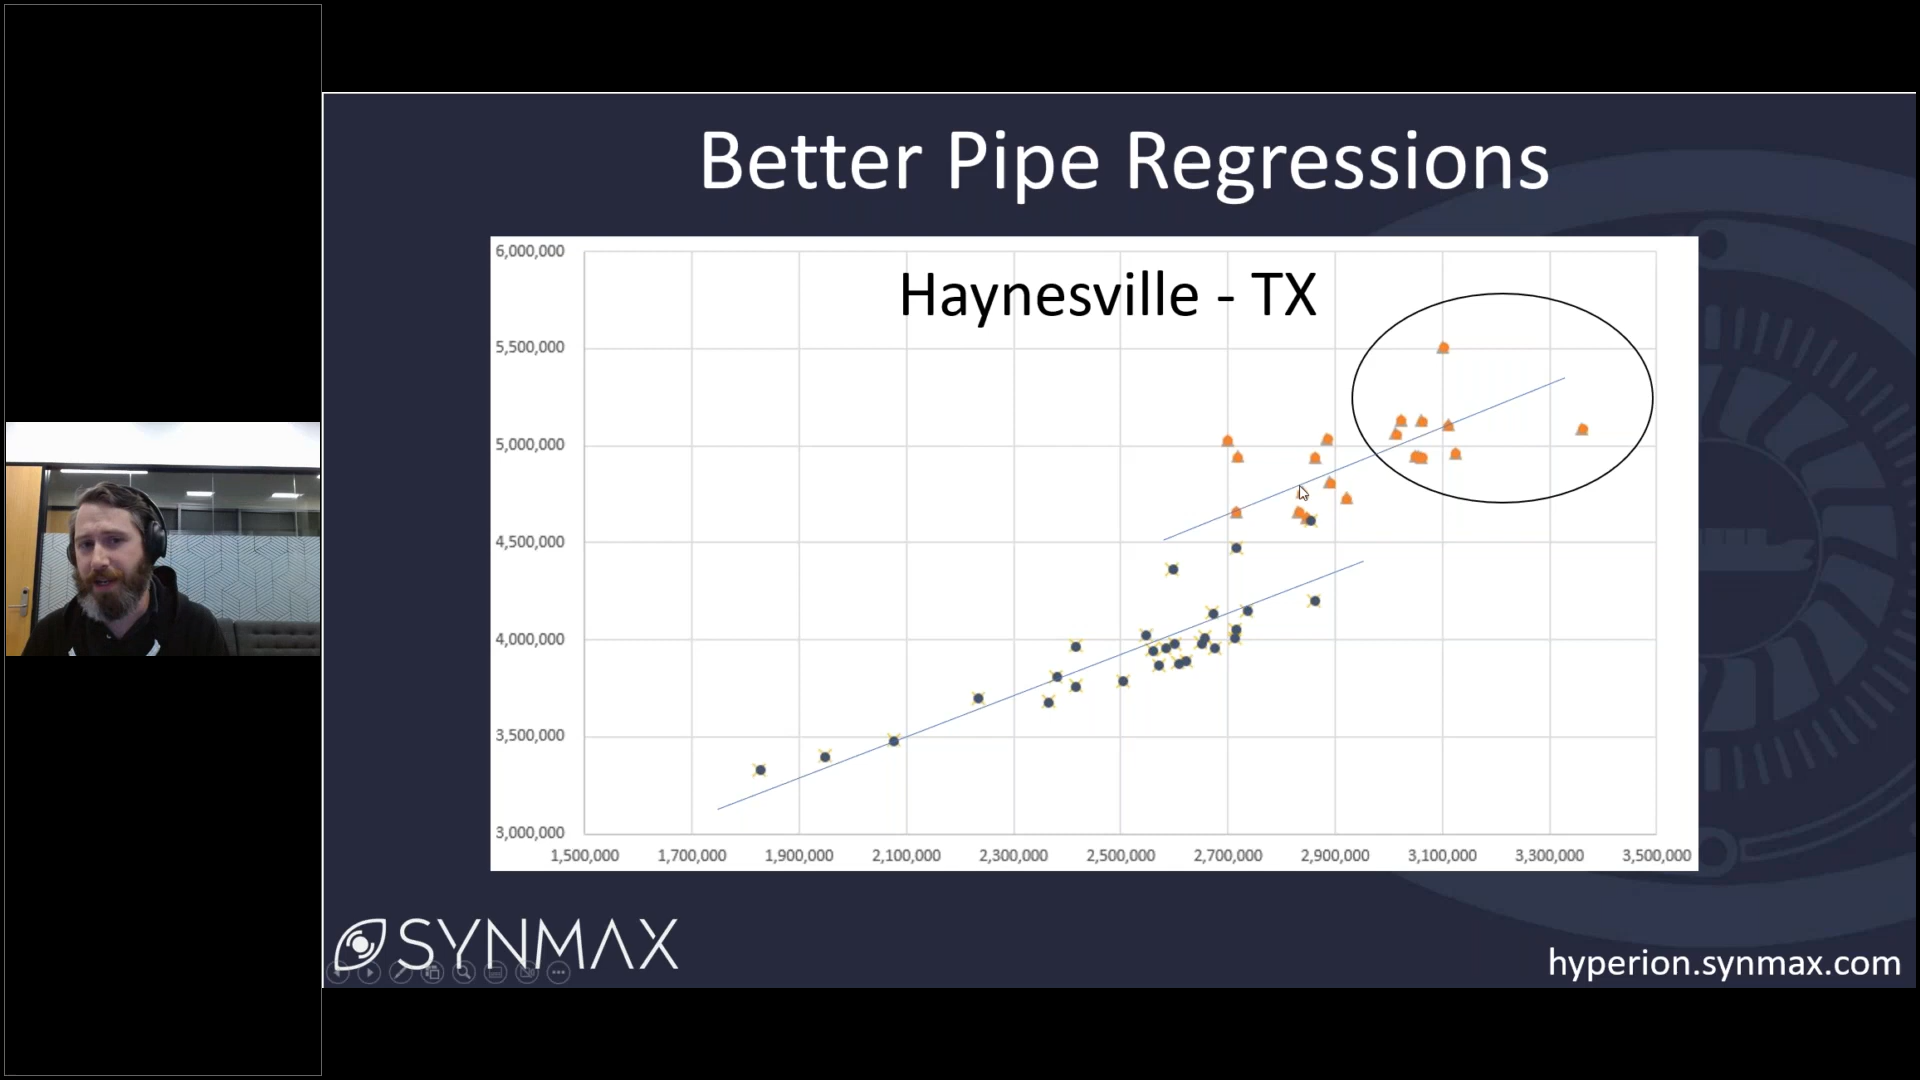 Better Pipe Regressions
Haynesville - TX
6,000,000
5,500,000
5,000,000
4,500,000
4,000,000
3,500,000
3,000,000
1,500,000 1,700,000 1,900,000 2,100,000 2,300,000 2,500,000 2,700,000 2,900,000 3,100,000 3,300,000 3,500,000
SYNMAX
hyperion.synmax.com